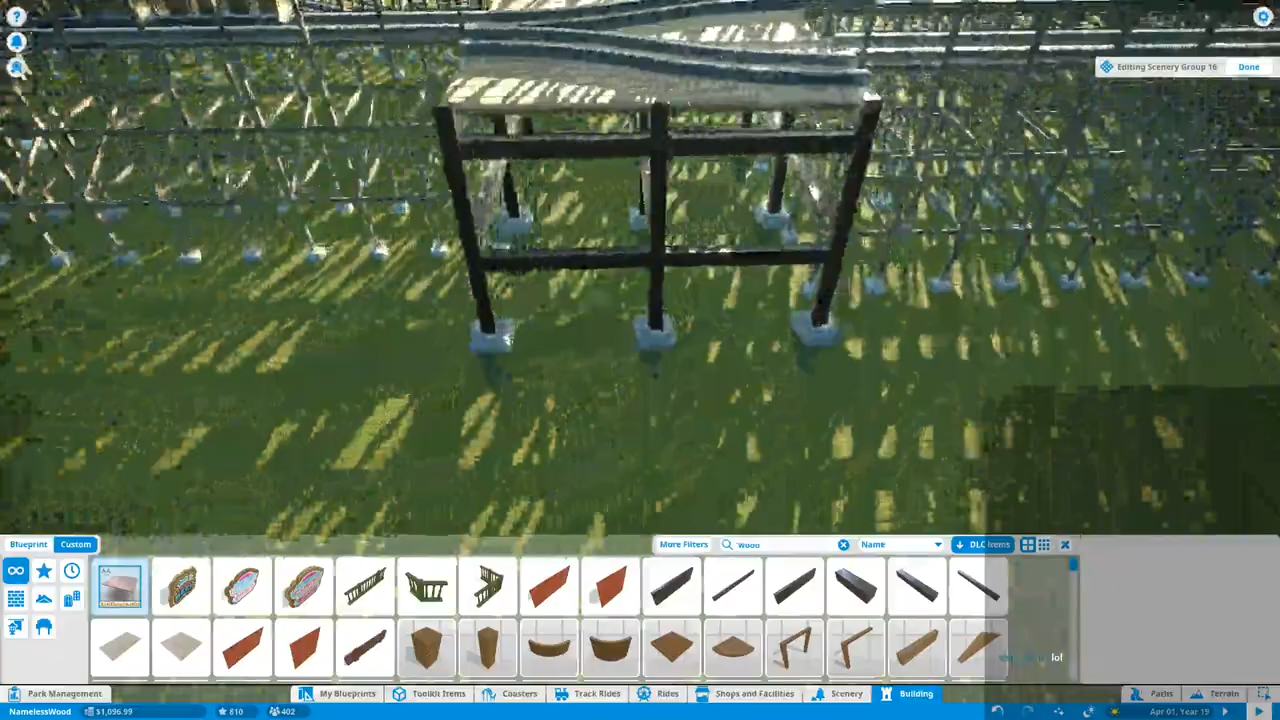 Editing Scenery Group 16 Done
Blueprint Custom More Filters wood Name DLC Items
lol
Park Management My Blueprints Toolkit Items Coasters Track Rides Rides Shops and Facilities Scenery Building Paths Terrain
NamelessWood $1,096.99 810 402 Apr 01, Year 19